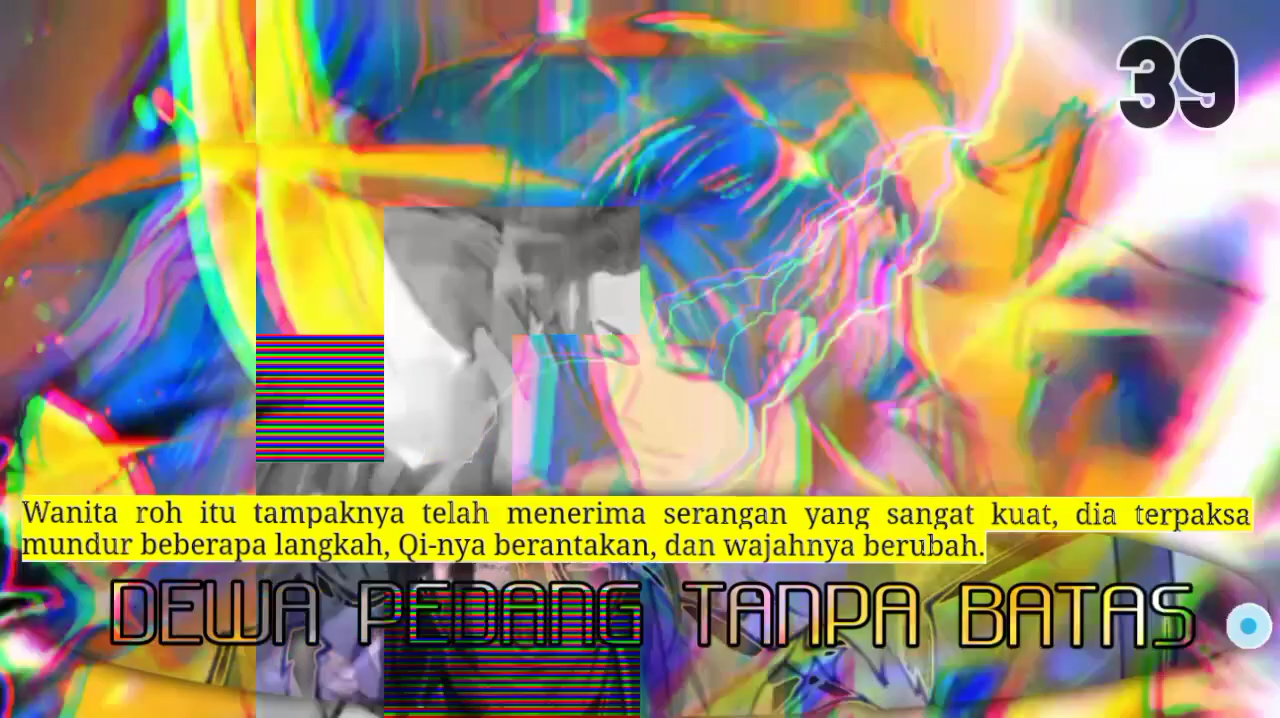 39
Wanita roh itu tampaknya telah menerima serangan yang sangat kuat, dia terpaksa
mundur beberapa langkah, Qi-nya berantakan, dan wajahnya berubah.
DEWA PEDANG TANPA BATAS